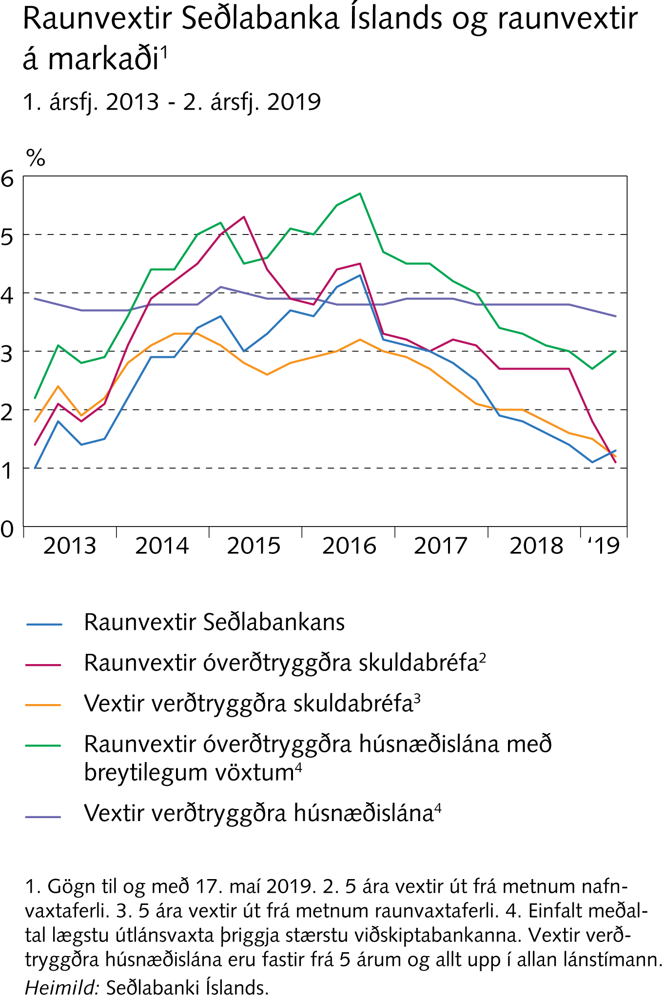 Raunvextir Seðlabanka Íslands og raunvextir
á markaði¹
1. ársfj. 2013 - 2. ársfj. 2019
%
6
5
4
3
2
1
0
2013 2014 2015 2016 2017 2018 ‘19
Raunvextir Seðlabankans
Raunvextir óverðtryggðra skuldabréfa²
Vextir verðtryggðra skuldabréfa³
Raunvextir óverðtryggðra húsnæðislána með
breytilegum vöxtum⁴
Vextir verðtryggðra húsnæðislána⁴
1. Gögn til og með 17. maí 2019. 2. 5 ára vextir út frá metnum nafn-
vaxtaferli. 3. 5 ára vextir út frá metnum raunvaxtaferli. 4. Einfalt meðal-
tal lægstu útlánsvaxta þriggja stærstu viðskiptabankanna. Vextir verð-
tryggðra húsnæðislána eru fastir frá 5 árum og allt upp í allan lánstímann.
Heimild: Seðlabanki Íslands.